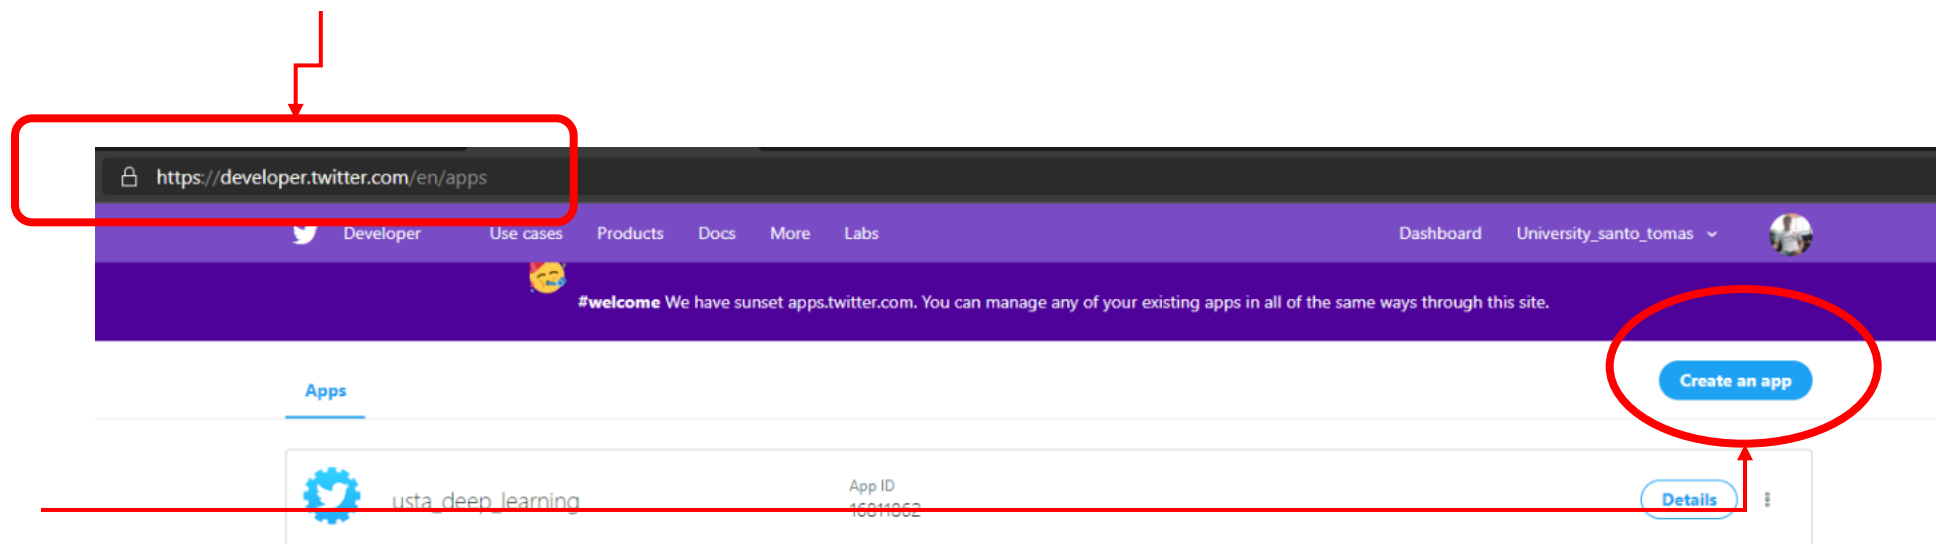 https://developer.twitter.com/en/apps
Developer Use cases Products Docs More Labs Dashboard University_santo_tomas
#welcome We have sunset apps.twitter.com. You can manage any of your existing apps in all of the same ways through this site.
Apps Create an app
App ID
usta_deep_learning 16811862 Details